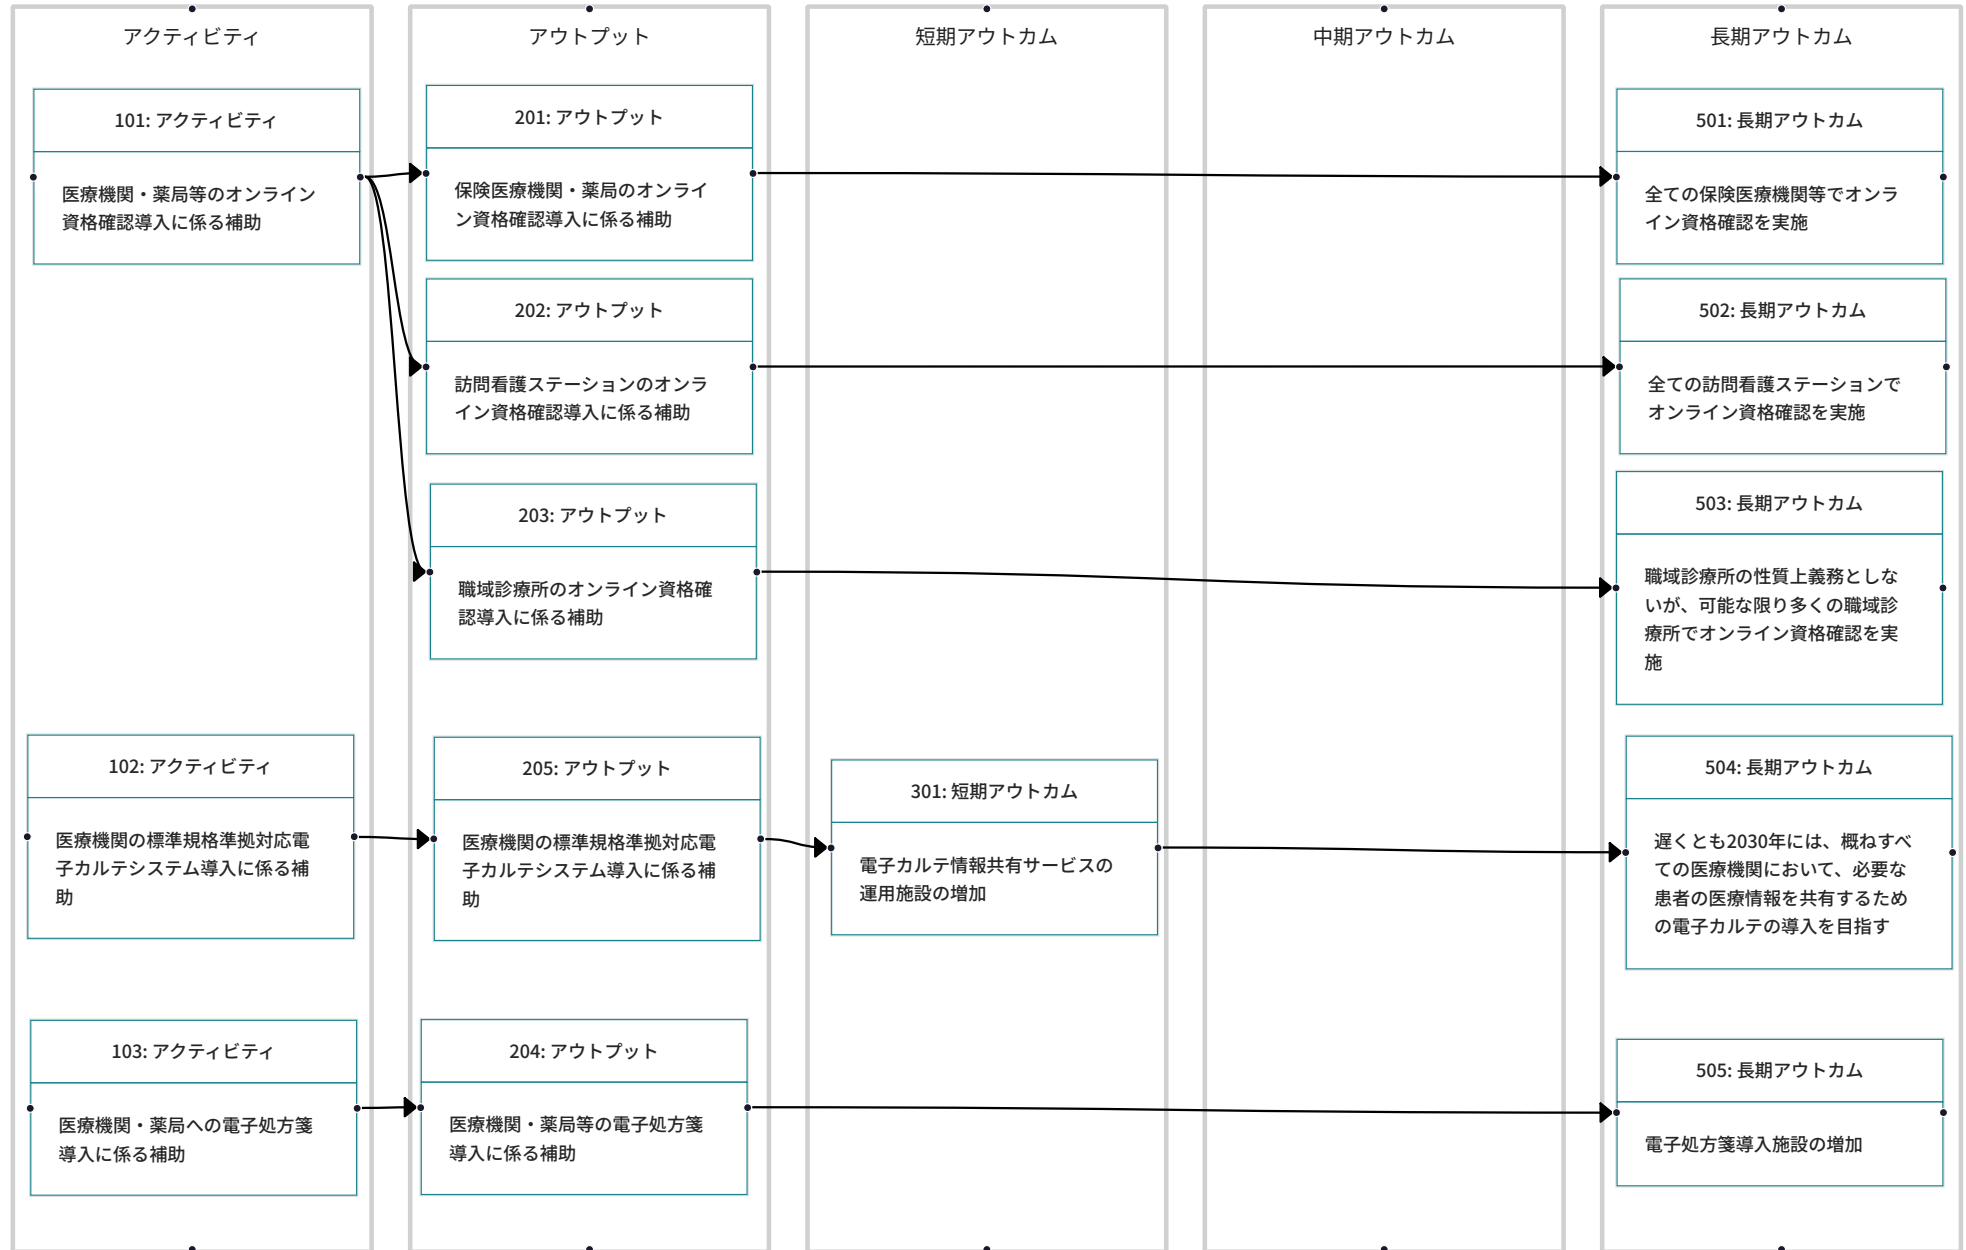 アクティビティ
アウトプット
短期アウトカム
中期アウトカム
長期アウトカム
101: アクティビティ
医療機関・薬局等のオンライン
資格確認導入に係る補助
201: アウトプット
保険医療機関・薬局のオンライ
ン資格確認導入に係る補助
501: 長期アウトカム
全ての保険医療機関等でオンラ
イン資格確認を実施
202: アウトプット
訪問看護ステーションのオンラ
イン資格確認導入に係る補助
502: 長期アウトカム
全ての訪問看護ステーションで
オンライン資格確認を実施
203: アウトプット
職域診療所のオンライン資格確
認導入に係る補助
503: 長期アウトカム
職域診療所の性質上義務としな
いが、可能な限り多くの職域診
療所でオンライン資格確認を実
施
102: アクティビティ
医療機関の標準規格準拠対応電
子カルテシステム導入に係る補
助
205: アウトプット
医療機関の標準規格準拠対応電
子カルテシステム導入に係る補
助
301: 短期アウトカム
電子カルテ情報共有サービスの
運用施設の増加
504: 長期アウトカム
遅くとも2030年には、概ねすべ
ての医療機関において、必要な
患者の医療情報を共有するため
の電子カルテの導入を目指す
103: アクティビティ
医療機関・薬局への電子処方箋
導入に係る補助
204: アウトプット
医療機関・薬局等の電子処方箋
導入に係る補助
505: 長期アウトカム
電子処方箋導入施設の増加